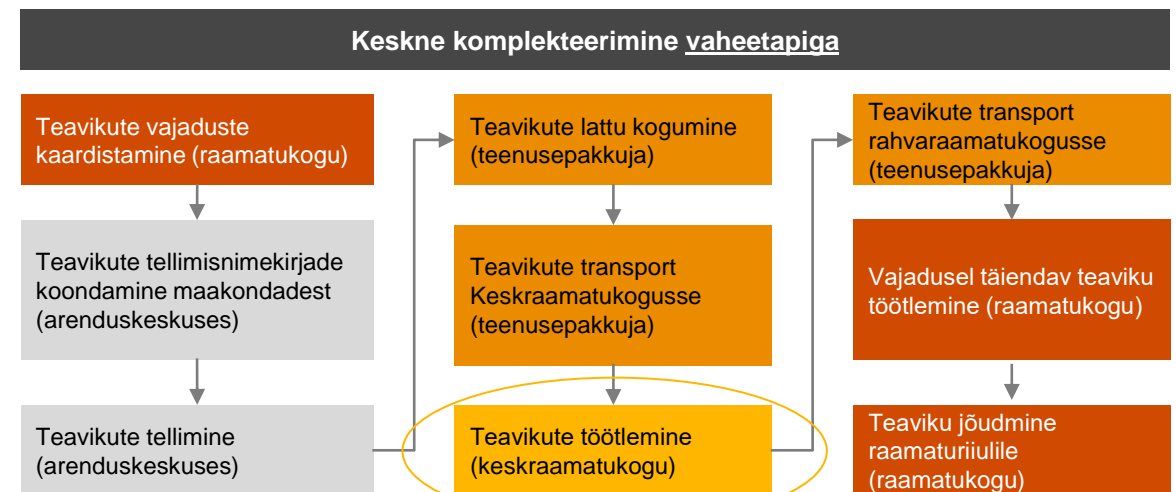 Keskne komplekteerimine vaheetapiga
Teavikute vajaduste
kaardistamine (raamatukogu)
Teavikute tellimisnimekirjade
koondamine maakondadest
(arenduskeskuses)
Teavikute tellimine
(arenduskeskuses)
Teavikute lattu kogumine
(teenusepakkuja)
Teavikute transport
Keskraamatukogusse
(teenusepakkuja)
Teavikute töötlemine
(keskraamatukogu)
Teavikute transport
rahvaraamatukogusse
(teenusepakkuja)
Vajadusel täiendav teaviku
töötlemine (raamatukogu)
Teaviku jõudmine
raamaturiiulile
(raamatukogu)